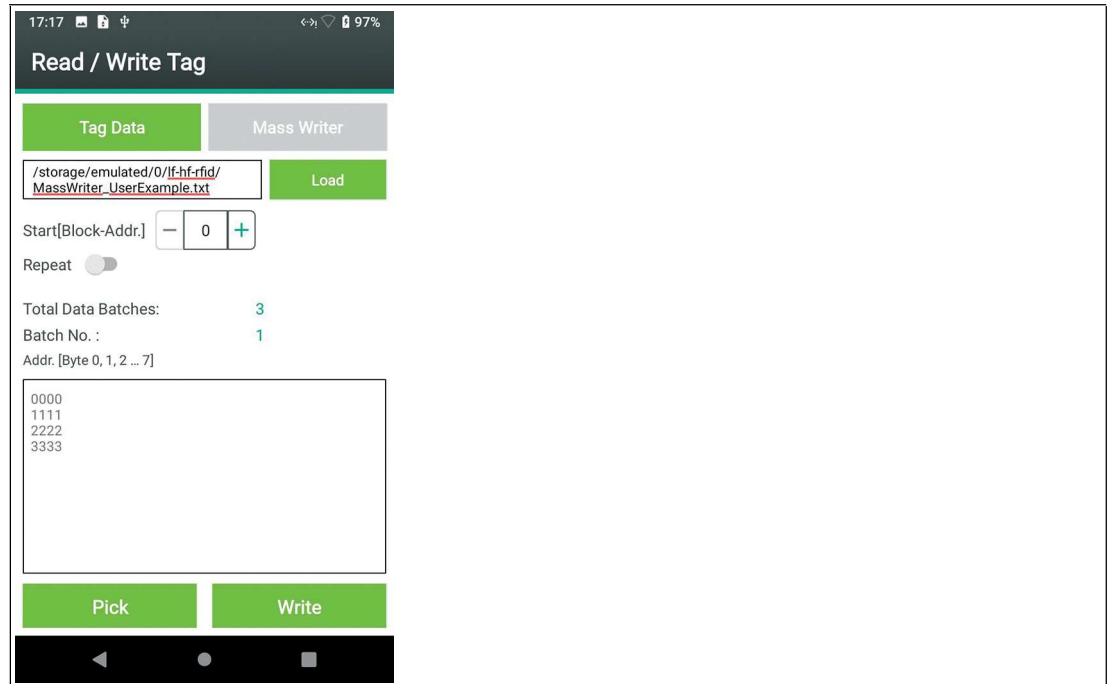 17:17 97%
Read / Write Tag
Tag Data Mass Writer
/storage/emulated/0/lf-hf-rfid/
MassWriter_UserExample.txt
Load
Start[Block-Addr.] − 0 +
Repeat
Total Data Batches: 3
Batch No. : 1
Addr. [Byte 0, 1, 2 ... 7]
0000
1111
2222
3333
Pick Write